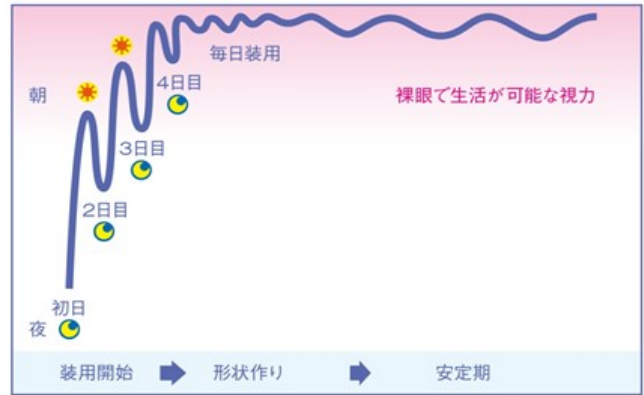 毎日装用
4日目
朝
裸眼で生活が可能な視力
3日目
2日目
初日
夜
装用開始
形状作り
安定期